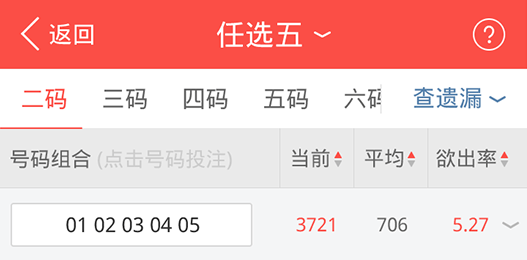 返回 任选五 ?
二码 三码 四码 五码 六码 查遗漏
号码组合 (点击号码投注) 当前 平均 欲出率
01 02 03 04 05 3721 706 5.27